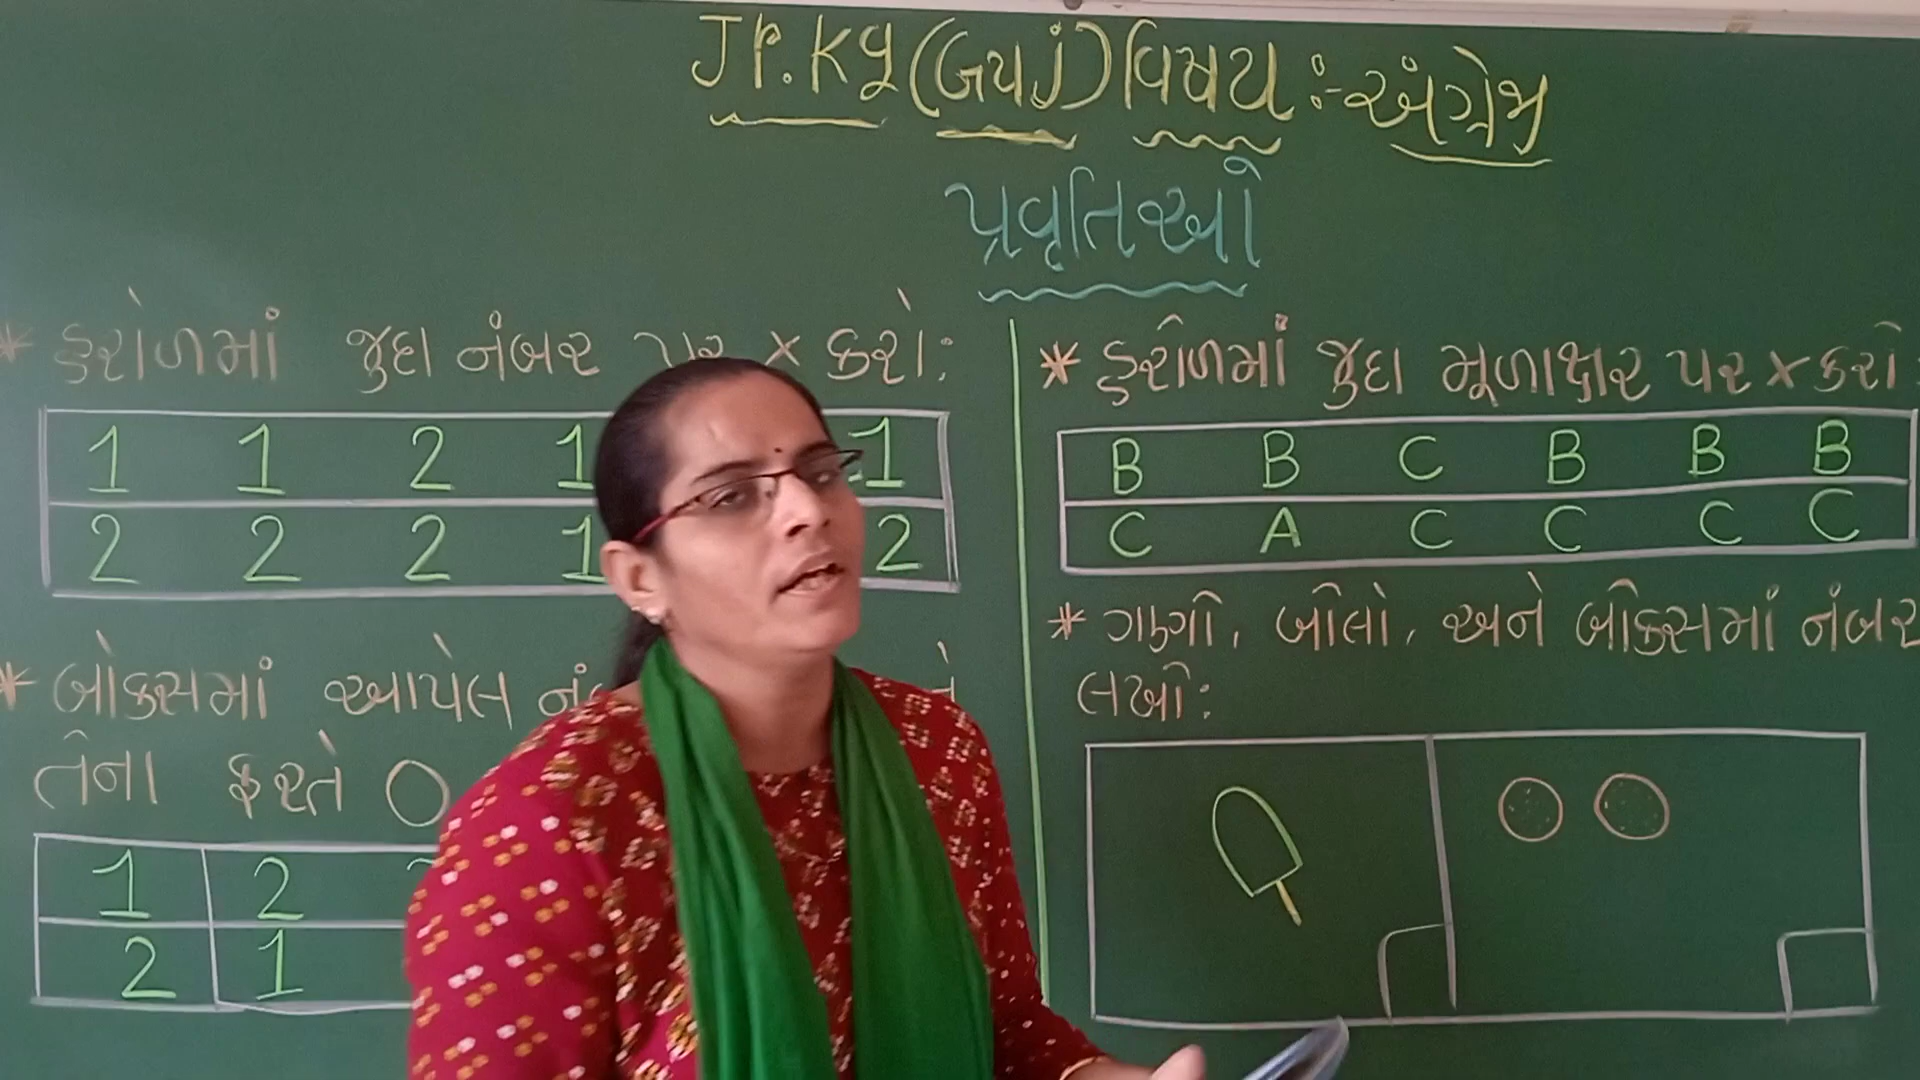 Jr. Kg (Guj) વિષય :- અંગ્રેજી
પ્રવૃતિઓ
* હરોળમાં જુદા નંબર પર × કરો:
1 1 2 1 1
2 2 2 1 2
* બોક્સમાં આપેલ
તેના ફરતે ○
1 2
2 1
* હરોળમાં જુદા મૂળાક્ષર પર × કરો:
B B C B B B
C A C C C C
* ગણો, બોલો, અને બોક્સમાં નંબર
લખો: